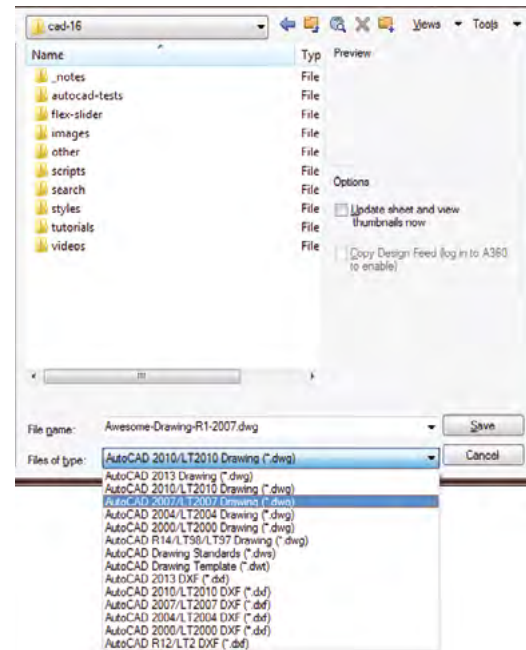 cad-16 Views Tools
Name Typ Preview
_notes File
autocad-tests File
flex-slider File
images File
other File
scripts File
search File
styles File
tutorials File
videos File
Options
Update sheet and view
thumbnails now
Copy Design Feed (log in to A360
to enable)
File name: Awesome-Drawing-R1-2007.dwg Save
Files of type: AutoCAD 2010/LT2010 Drawing (*.dwg) Cancel
AutoCAD 2013 Drawing (*.dwg)
AutoCAD 2010/LT2010 Drawing (*.dwg)
AutoCAD 2007/LT2007 Drawing (*.dwg)
AutoCAD 2004/LT2004 Drawing (*.dwg)
AutoCAD 2000/LT2000 Drawing (*.dwg)
AutoCAD R14/LT98/LT97 Drawing (*.dwg)
AutoCAD Drawing Standards (*.dws)
AutoCAD Drawing Template (*.dwt)
AutoCAD 2013 DXF (*.dxf)
AutoCAD 2010/LT2010 DXF (*.dxf)
AutoCAD 2007/LT2007 DXF (*.dxf)
AutoCAD 2004/LT2004 DXF (*.dxf)
AutoCAD 2000/LT2000 DXF (*.dxf)
AutoCAD R12/LT2 DXF (*.dxf)